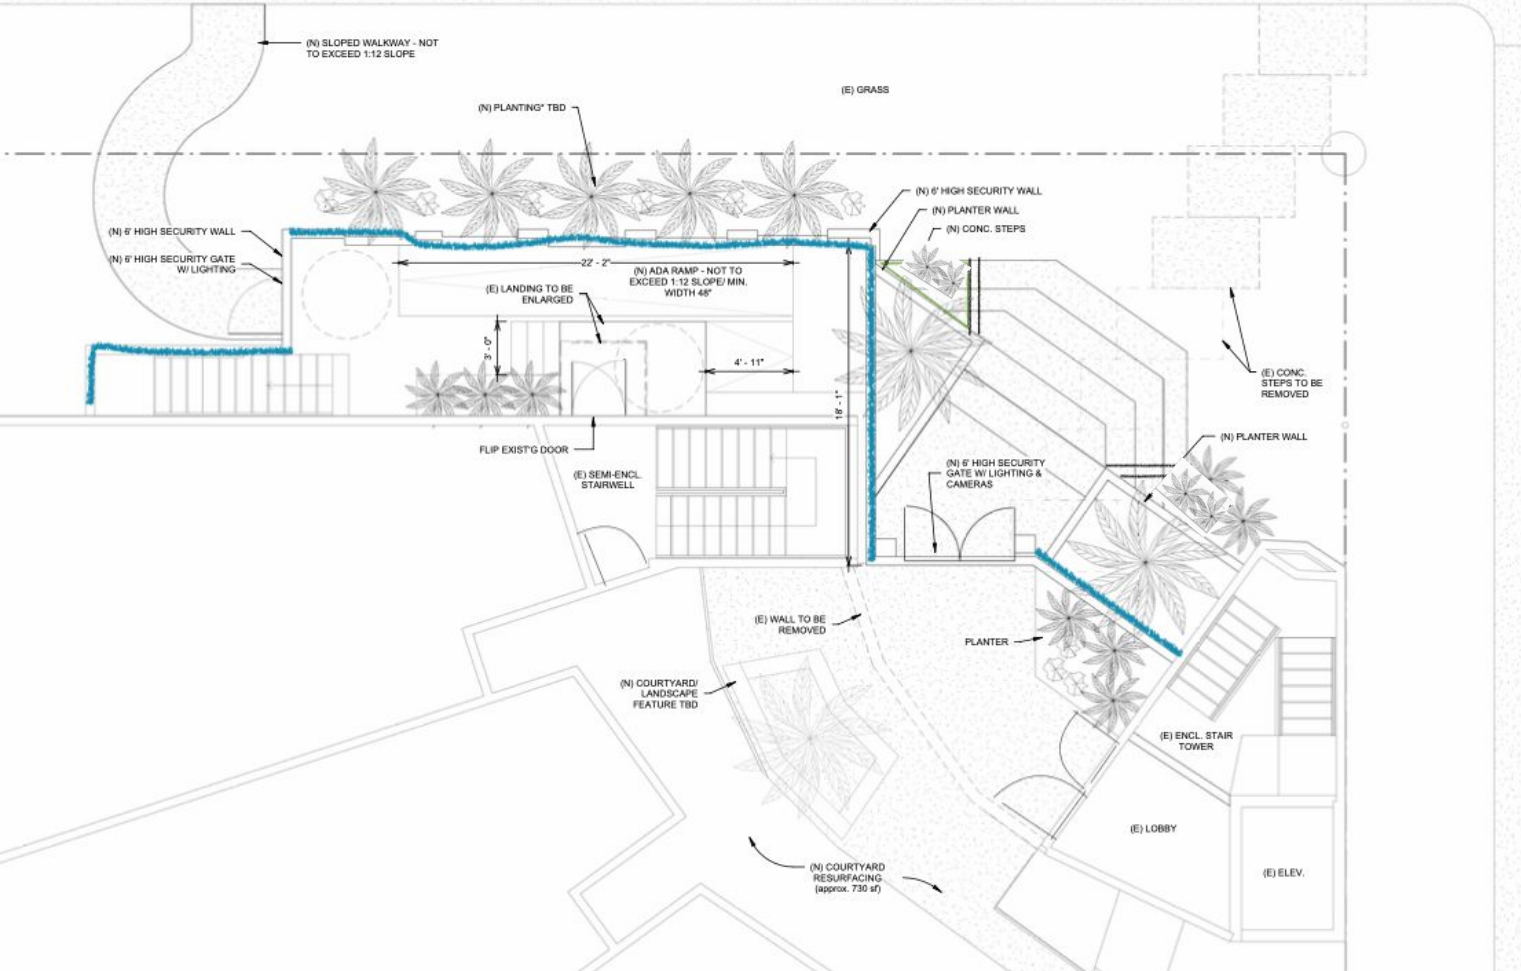 (N) SLOPED WALKWAY - NOT
TO EXCEED 1:12 SLOPE
(E) GRASS
(N) PLANTING" TBD
(N) 6' HIGH SECURITY WALL
(N) PLANTER WALL
(N) CONC. STEPS
(N) 6' HIGH SECURITY WALL
(N) 6' HIGH SECURITY GATE
W/ LIGHTING
22' - 2"
(N) ADA RAMP - NOT TO
EXCEED 1:12 SLOPE/ MIN.
WIDTH 48"
(E) LANDING TO BE
ENLARGED
3' - 0"
4' - 11"
18' - 1"
(E) CONC.
STEPS TO BE
REMOVED
(N) PLANTER WALL
FLIP EXIST'G DOOR
(E) SEMI-ENCL.
STAIRWELL
(N) 6' HIGH SECURITY
GATE W/ LIGHTING &
CAMERAS
(E) WALL TO BE
REMOVED
PLANTER
(N) COURTYARD/
LANDSCAPE
FEATURE TBD
(E) ENCL. STAIR
TOWER
(E) LOBBY
(N) COURTYARD
RESURFACING
(approx. 730 sf)
(E) ELEV.